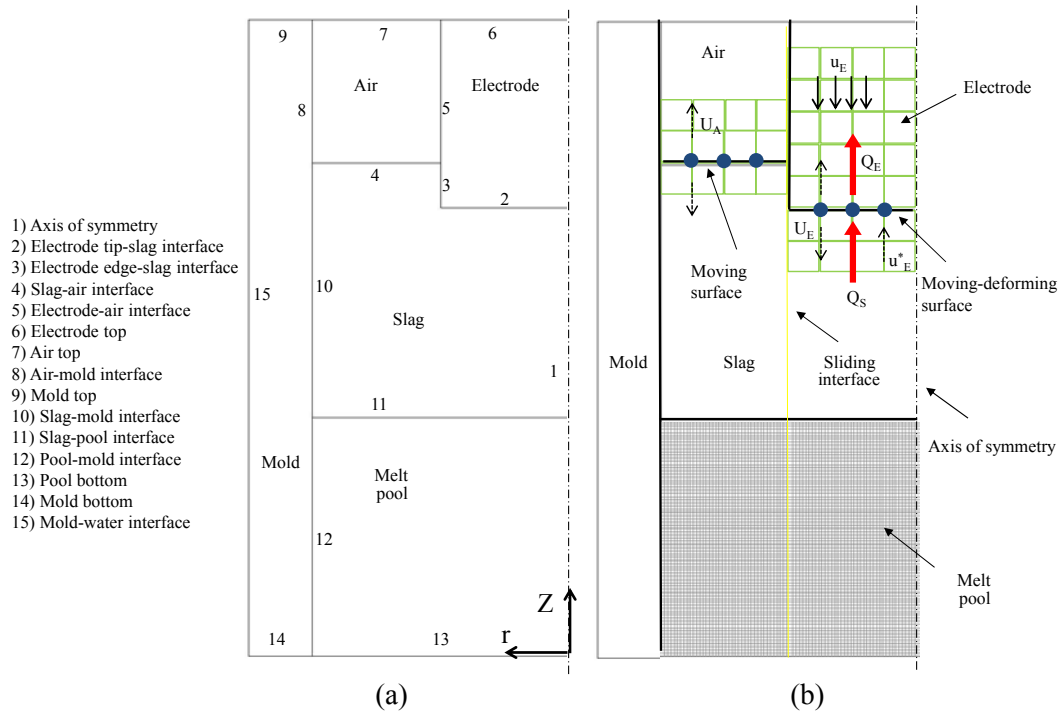 9
7
6
Air
Electrode
8
5
4
3
2
1) Axis of symmetry
2) Electrode tip-slag interface
3) Electrode edge-slag interface
4) Slag-air interface
5) Electrode-air interface
6) Electrode top
7) Air top
8) Air-mold interface
9) Mold top
10) Slag-mold interface
11) Slag-pool interface
12) Pool-mold interface
13) Pool bottom
14) Mold bottom
15) Mold-water interface
15
10
Slag
1
11
Mold
Melt
pool
12
Z
r
14
13
(a)
Air
u_E
Electrode
U_A
Q_E
U_E
u*_E
Moving
surface
Q_S
Moving-deforming
surface
Mold
Slag
Sliding
interface
Axis of symmetry
Melt
pool
(b)